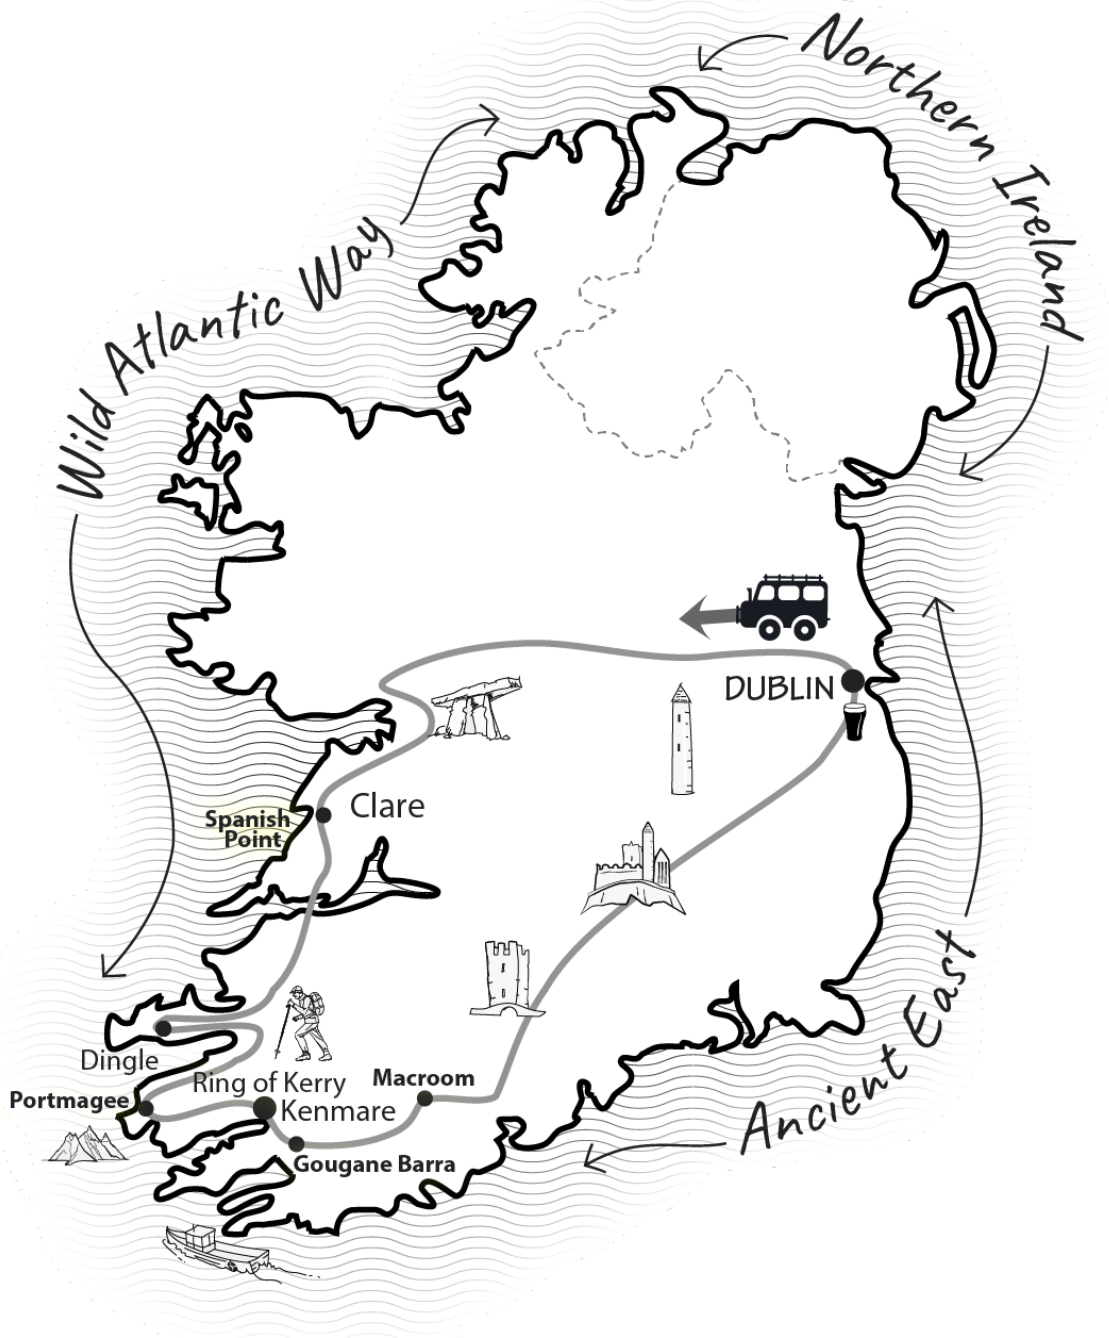 Northern Ireland
Wild Atlantic Way
DUBLIN
Clare
Spanish
Point
Dingle
Ring of Kerry
Macroom
Portmagee
Kenmare
Gougane Barra
Ancient East